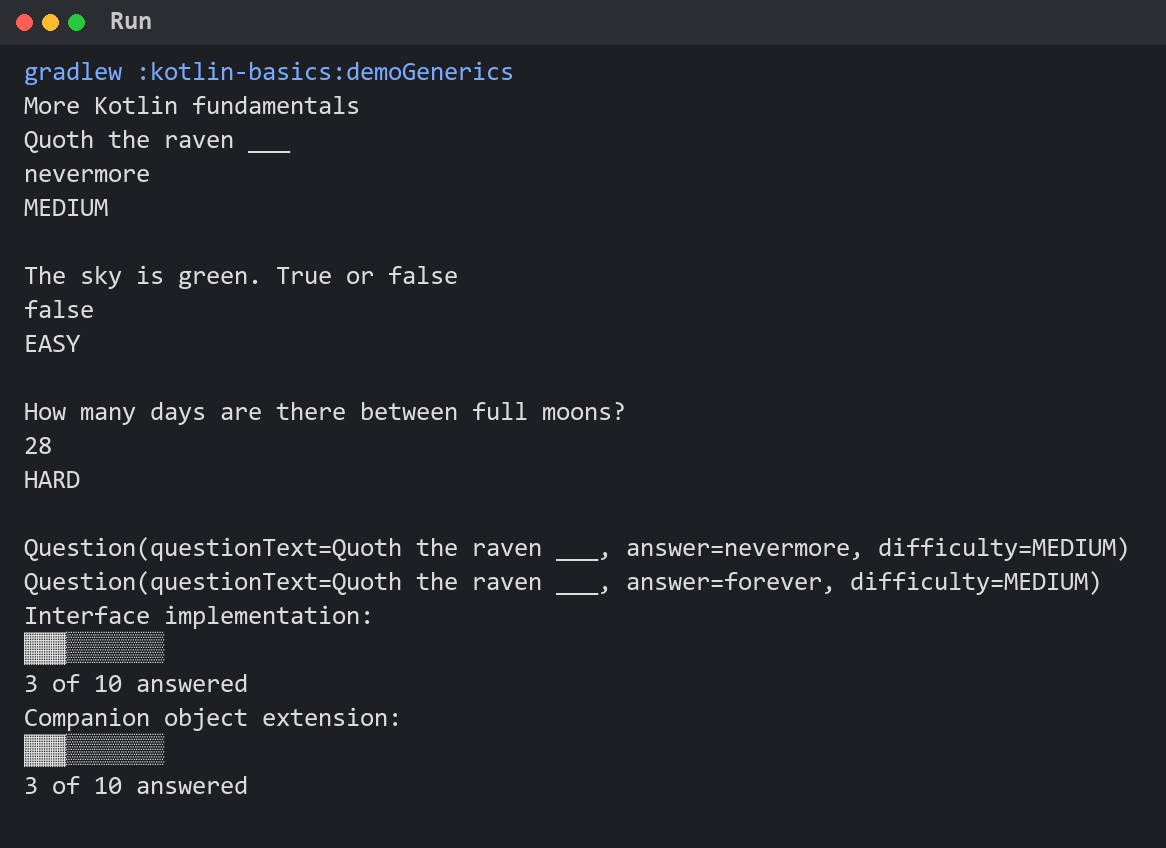 Run
gradlew :kotlin-basics:demoGenerics
More Kotlin fundamentals
Quoth the raven ___
nevermore
MEDIUM
The sky is green. True or false
false
EASY
How many days are there between full moons?
28
HARD
Question(questionText=Quoth the raven ___, answer=nevermore, difficulty=MEDIUM)
Question(questionText=Quoth the raven ___, answer=forever, difficulty=MEDIUM)
Interface implementation:
▓▓▓▒▒▒▒▒▒▒
3 of 10 answered
Companion object extension:
▓▓▓▒▒▒▒▒▒▒
3 of 10 answered